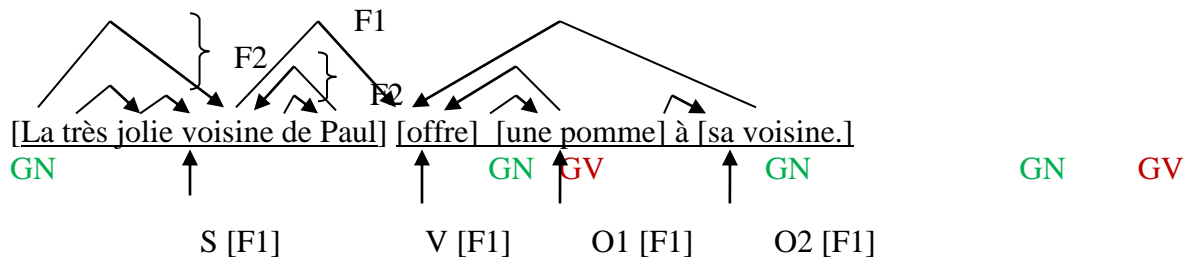 F1
F2
F2
[La très jolie voisine de Paul] [offre] [une pomme] à [sa voisine.]
GN GN GV GN GN GV
S [F1] V [F1] O1 [F1] O2 [F1]